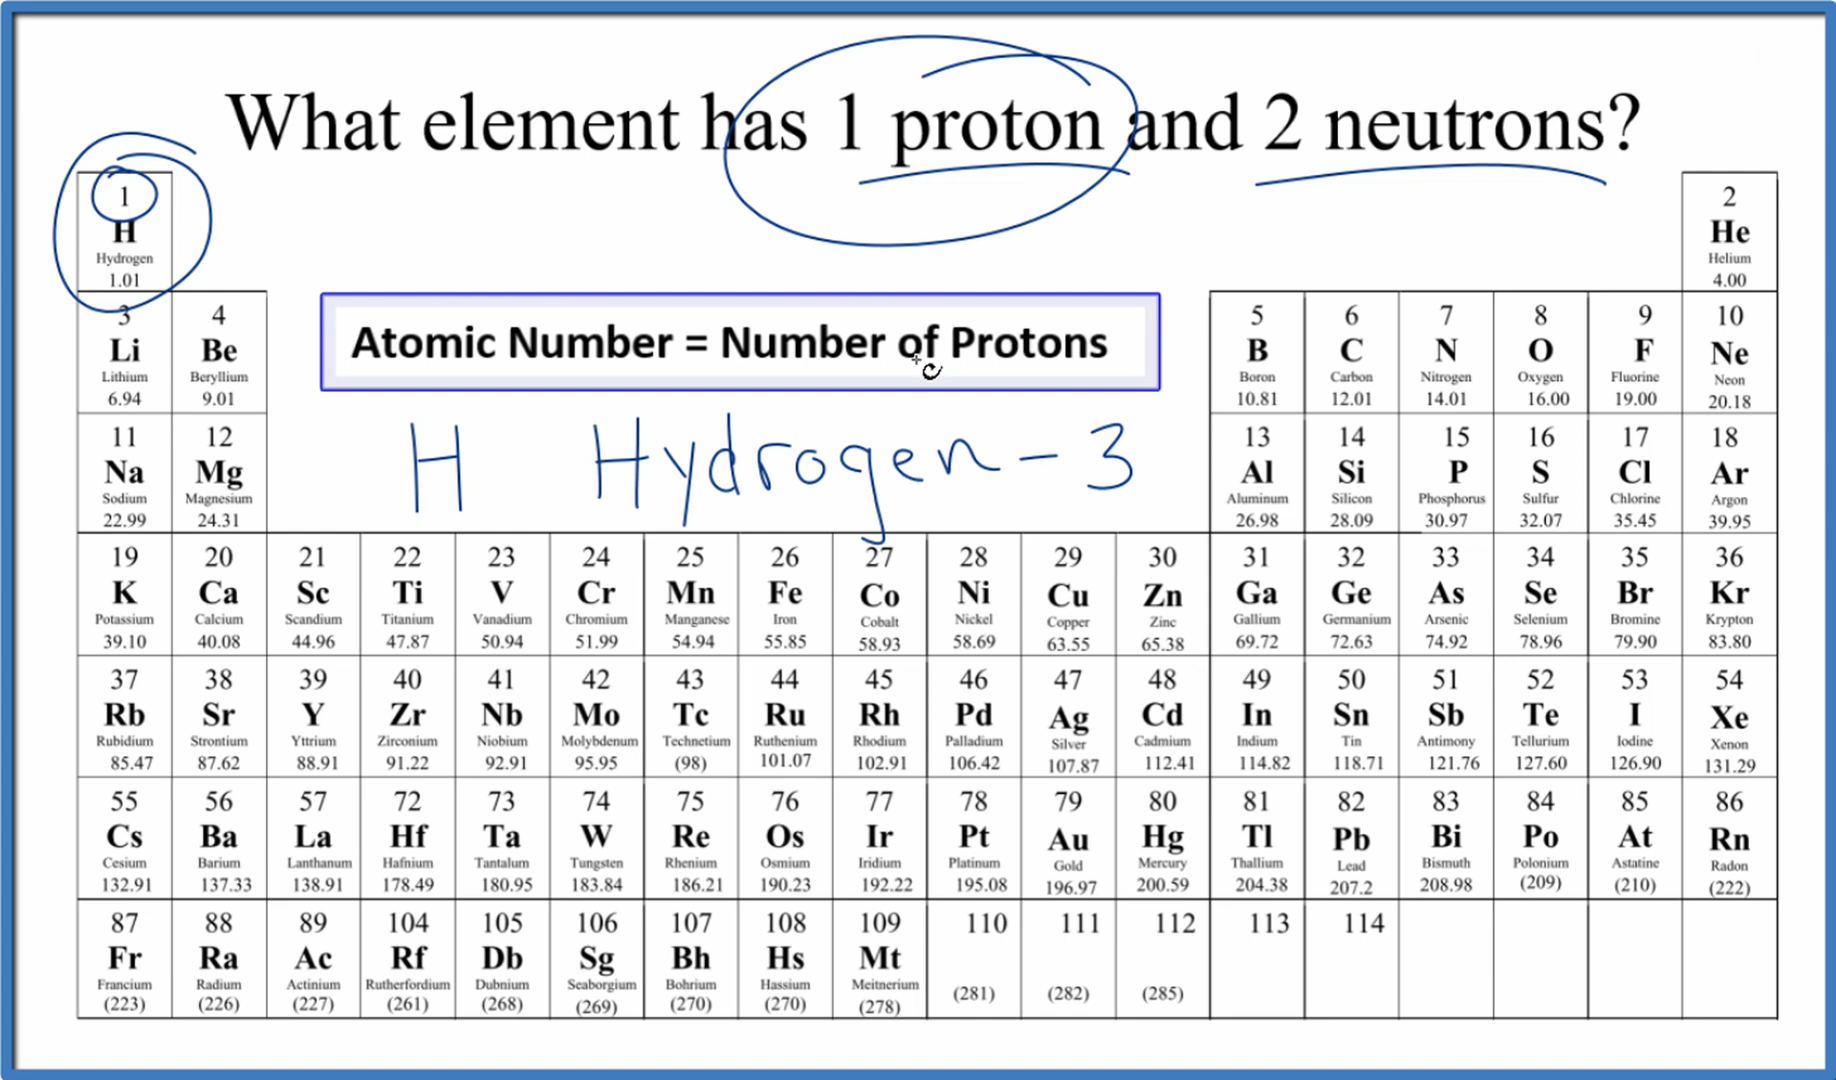 What element has 1 proton and 2 neutrons?
1 2
H He
Hydrogen Helium
1.01 4.00
Atomic Number = Number of Protons
3 4 5 6 7 8 9 10
Li Be B C N O F Ne
Lithium Beryllium Boron Carbon Nitrogen Oxygen Fluorine Neon
6.94 9.01 10.81 12.01 14.01 16.00 19.00 20.18
H Hydrogen - 3
11 12 13 14 15 16 17 18
Na Mg Al Si P S Cl Ar
Sodium Magnesium Aluminum Silicon Phosphorus Sulfur Chlorine Argon
22.99 24.31 26.98 28.09 30.97 32.07 35.45 39.95
19 20 21 22 23 24 25 26 27 28 29 30 31 32 33 34 35 36
K Ca Sc Ti V Cr Mn Fe Co Ni Cu Zn Ga Ge As Se Br Kr
Potassium Calcium Scandium Titanium Vanadium Chromium Manganese Iron Cobalt Nickel Copper Zinc Gallium Germanium Arsenic Selenium Bromine Krypton
39.10 40.08 44.96 47.87 50.94 51.99 54.94 55.85 58.93 58.69 63.55 65.38 69.72 72.63 74.92 78.96 79.90 83.80
37 38 39 40 41 42 43 44 45 46 47 48 49 50 51 52 53 54
Rb Sr Y Zr Nb Mo Tc Ru Rh Pd Ag Cd In Sn Sb Te I Xe
Rubidium Strontium Yttrium Zirconium Niobium Molybdenum Technetium Ruthenium Rhodium Palladium Silver Cadmium Indium Tin Antimony Tellurium Iodine Xenon
85.47 87.62 88.91 91.22 92.91 95.95 (98) 101.07 102.91 106.42 107.87 112.41 114.82 118.71 121.76 127.60 126.90 131.29
55 56 57 72 73 74 75 76 77 78 79 80 81 82 83 84 85 86
Cs Ba La Hf Ta W Re Os Ir Pt Au Hg Tl Pb Bi Po At Rn
Cesium Barium Lanthanum Hafnium Tantalum Tungsten Rhenium Osmium Iridium Platinum Gold Mercury Thallium Lead Bismuth Polonium Astatine Radon
132.91 137.33 138.91 178.49 180.95 183.84 186.21 190.23 192.22 195.08 196.97 200.59 204.38 207.2 208.98 (209) (210) (222)
87 88 89 104 105 106 107 108 109 110 111 112 113 114
Fr Ra Ac Rf Db Sg Bh Hs Mt
Francium Radium Actinium Rutherfordium Dubnium Seaborgium Bohrium Hassium Meitnerium
(223) (226) (227) (261) (268) (269) (270) (270) (278) (281) (282) (285)